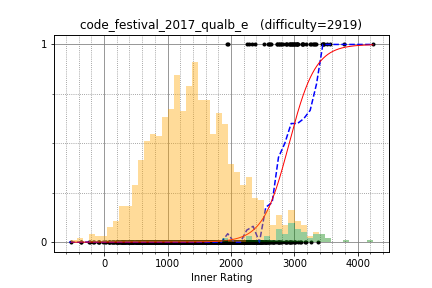 code_festival_2017_qualb_e (difficulty=2919)
1
0
0 1000 2000 3000 4000
Inner Rating